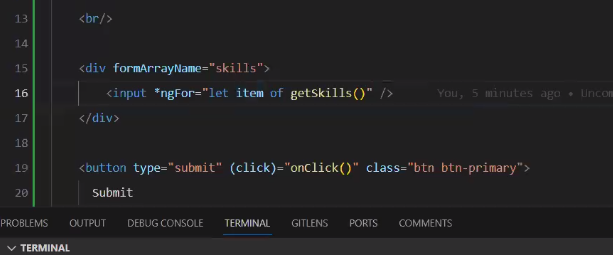 13 <br/>
14
15 <div formArrayName="skills">
16 <input *ngFor="let item of getSkills()" /> You, 5 minutes ago • Uncom
17 </div>
18
19 <button type="submit" (click)="onClick()" class="btn btn-primary">
20 Submit
PROBLEMS OUTPUT DEBUG CONSOLE TERMINAL GITLENS PORTS COMMENTS
TERMINAL